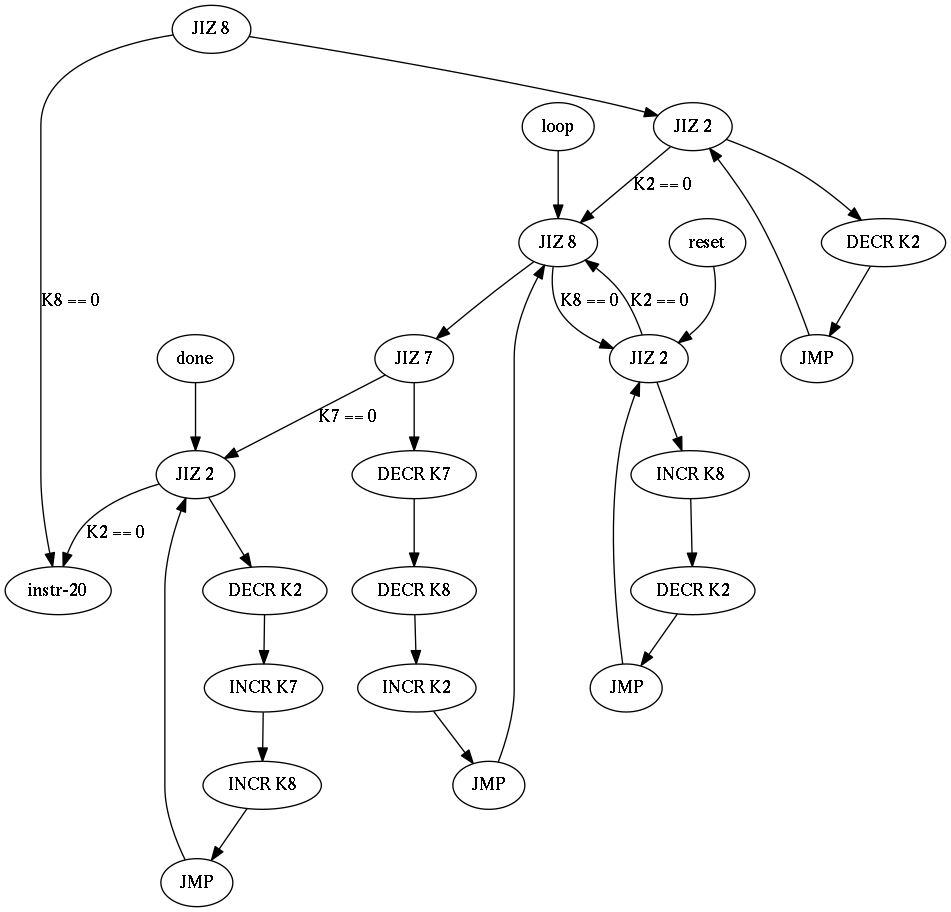 JIZ 8
loop
JIZ 2
K2 == 0
JIZ 8
reset
DECR K2
K8 == 0
K8 == 0
K2 == 0
done
JIZ 7
JIZ 2
JMP
K7 == 0
JIZ 2
DECR K7
INCR K8
K2 == 0
instr-20
DECR K2
DECR K8
DECR K2
INCR K7
INCR K2
JMP
INCR K8
JMP
JMP